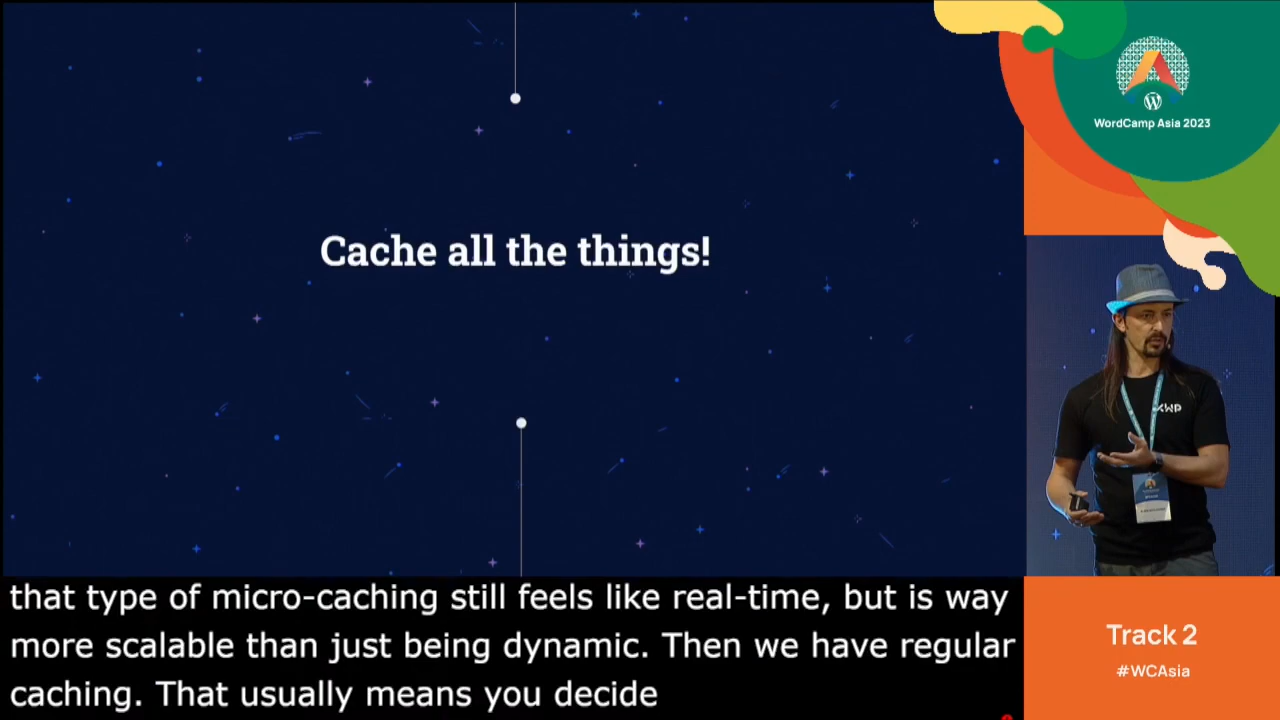 Cache all the things!
WordCamp Asia 2023
XWP
that type of micro-caching still feels like real-time, but is way
more scalable than just being dynamic. Then we have regular
caching. That usually means you decide
Track 2
#WCAsia